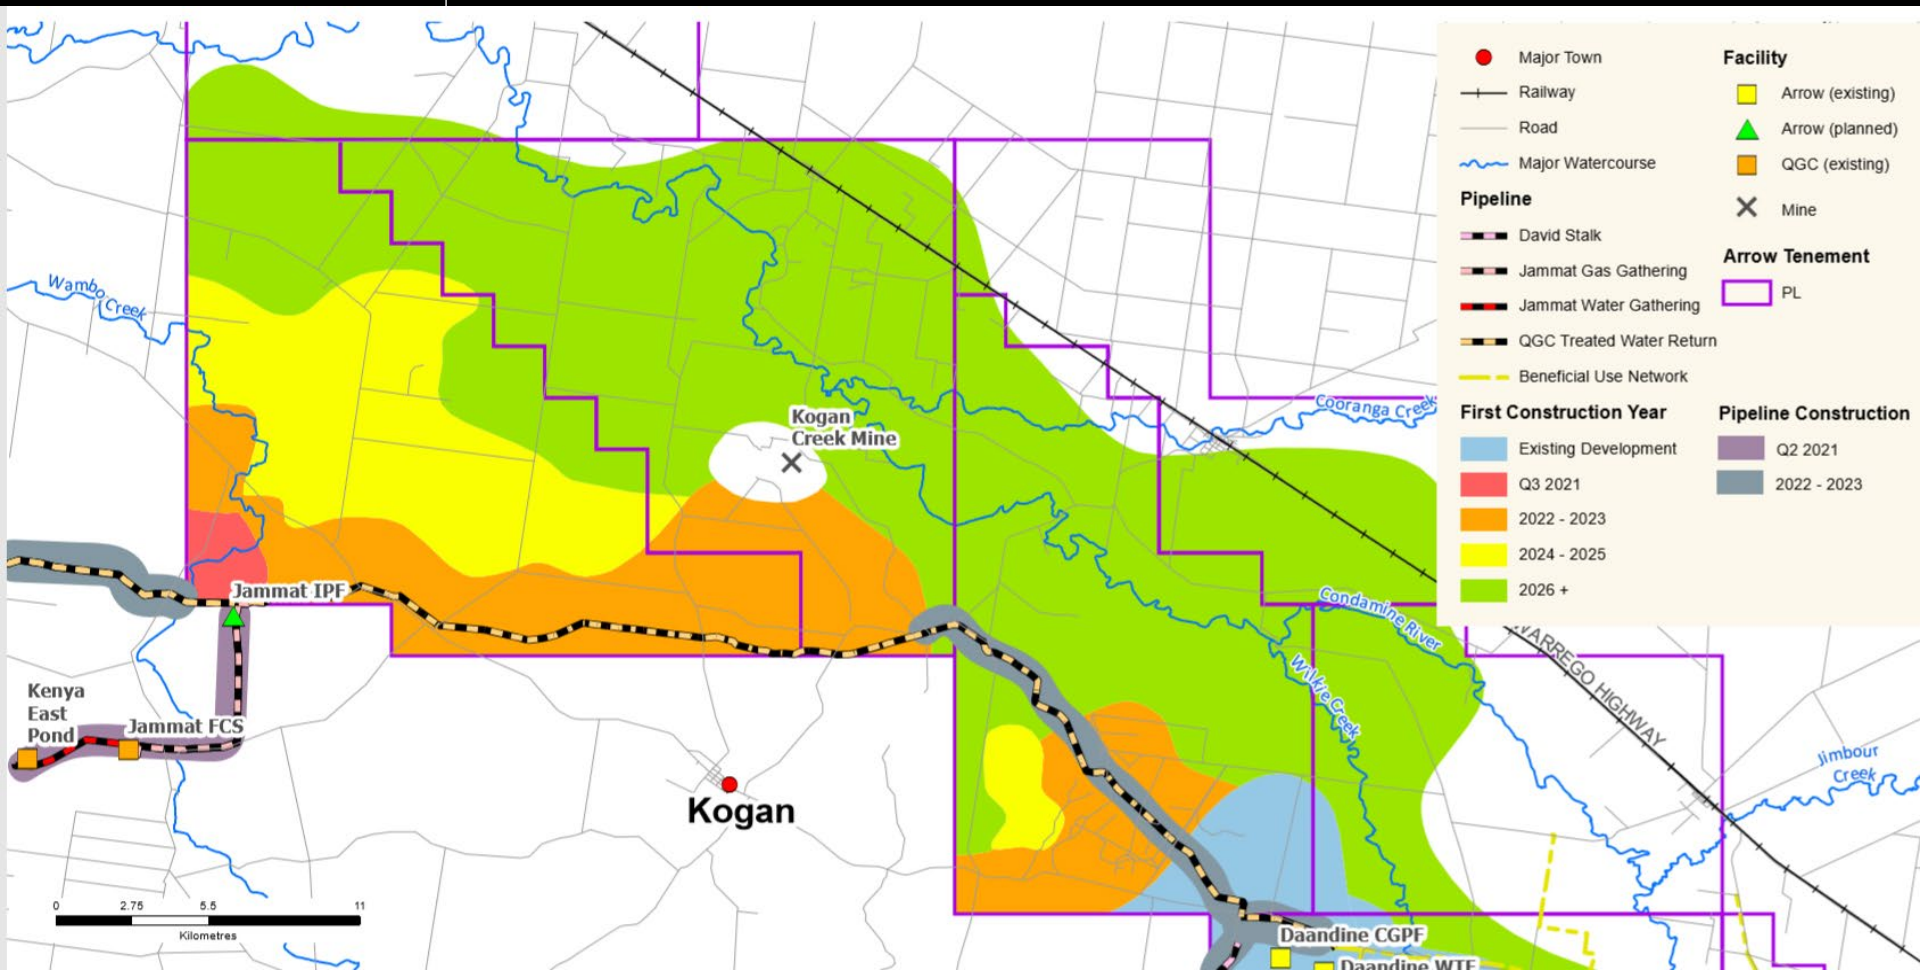 Wambo Creek
Kogan
Creek Mine
Cooranga Creek
Jammat IPF
Condamine River
WARREGO HIGHWAY
Wilkie Creek
Kenya
East
Pond
Jammat FCS
Jimbour
Creek
Kogan
0 2.75 5.5 11
Kilometres
Daandine CGPF
Daandine WTF
Major Town
Railway
Road
Major Watercourse
Pipeline
David Stalk
Jammat Gas Gathering
Jammat Water Gathering
QGC Treated Water Return
Beneficial Use Network
First Construction Year
Existing Development
Q3 2021
2022 - 2023
2024 - 2025
2026 +
Facility
Arrow (existing)
Arrow (planned)
QGC (existing)
Mine
Arrow Tenement
PL
Pipeline Construction
Q2 2021
2022 - 2023